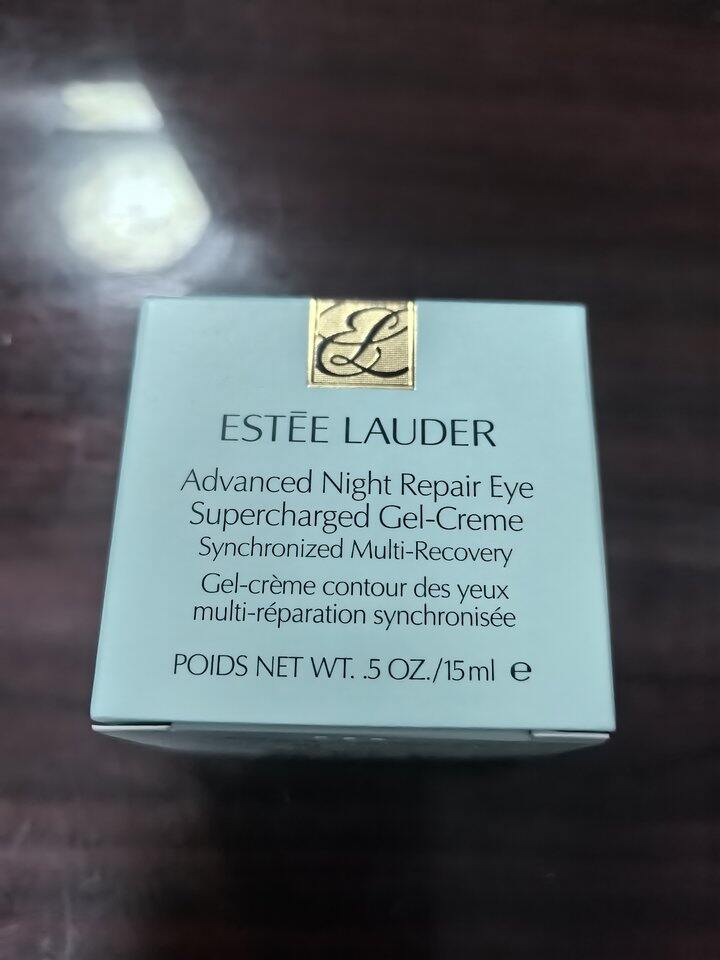 EL
ESTĒE LAUDER
Advanced Night Repair Eye
Supercharged Gel-Creme
Synchronized Multi-Recovery
Gel-crème contour des yeux
multi-réparation synchronisée
POIDS NET WT. .5 OZ./15ml ℮